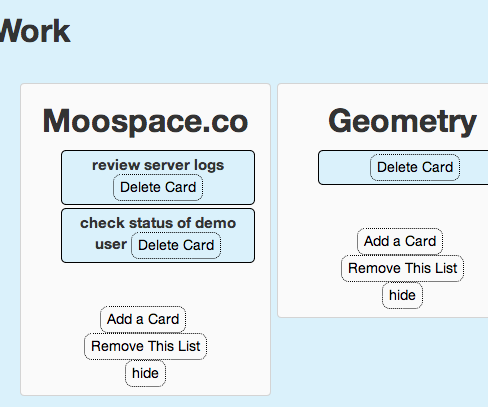 Work
Moospace.co
review server logs
Delete Card
check status of demo
user Delete Card
Add a Card
Remove This List
hide
Geometry
Delete Card
Add a Card
Remove This List
hide